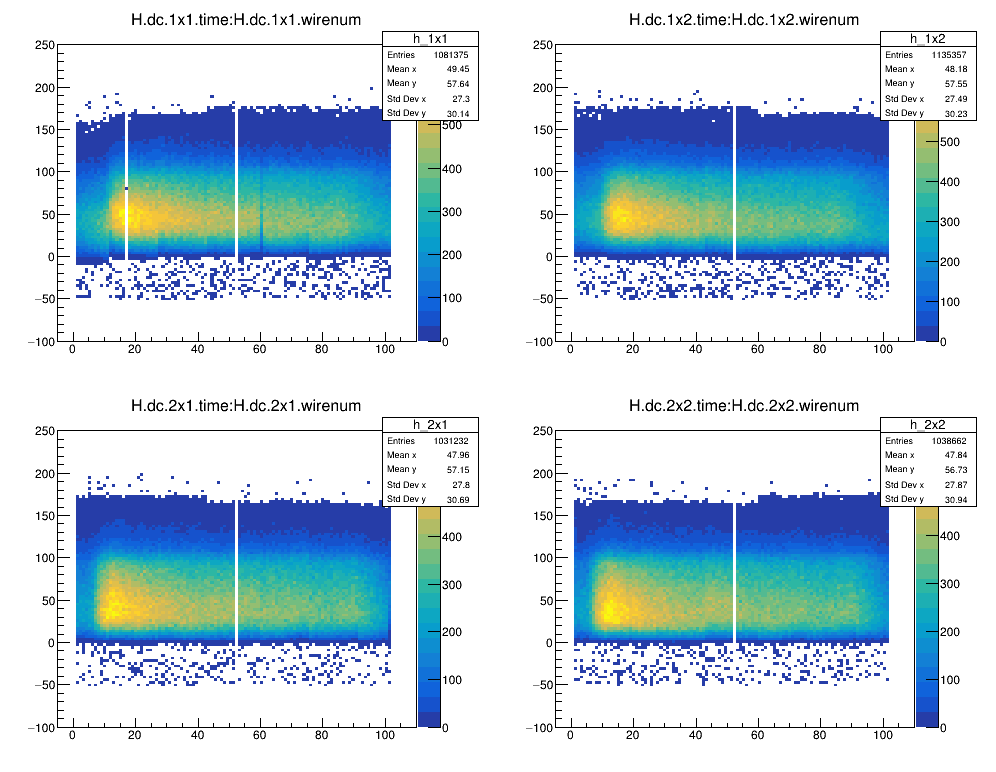 H.dc.1x1.time:H.dc.1x1.wirenum
h_1x1
Entries 1081375
Mean x 49.45
Mean y 57.64
Std Dev x 27.3
Std Dev y 30.14
250
200
150
100
50
0
−50
−100
0 20 40 60 80 100
500
400
300
200
100
0
H.dc.1x2.time:H.dc.1x2.wirenum
h_1x2
Entries 1135357
Mean x 48.18
Mean y 57.55
Std Dev x 27.49
Std Dev y 30.23
250
200
150
100
50
0
−50
−100
0 20 40 60 80 100
500
400
300
200
100
0
H.dc.2x1.time:H.dc.2x1.wirenum
h_2x1
Entries 1031232
Mean x 47.96
Mean y 57.15
Std Dev x 27.8
Std Dev y 30.69
250
200
150
100
50
0
−50
−100
0 20 40 60 80 100
400
300
200
100
0
H.dc.2x2.time:H.dc.2x2.wirenum
h_2x2
Entries 1038662
Mean x 47.84
Mean y 56.73
Std Dev x 27.87
Std Dev y 30.94
250
200
150
100
50
0
−50
−100
0 20 40 60 80 100
400
300
200
100
0